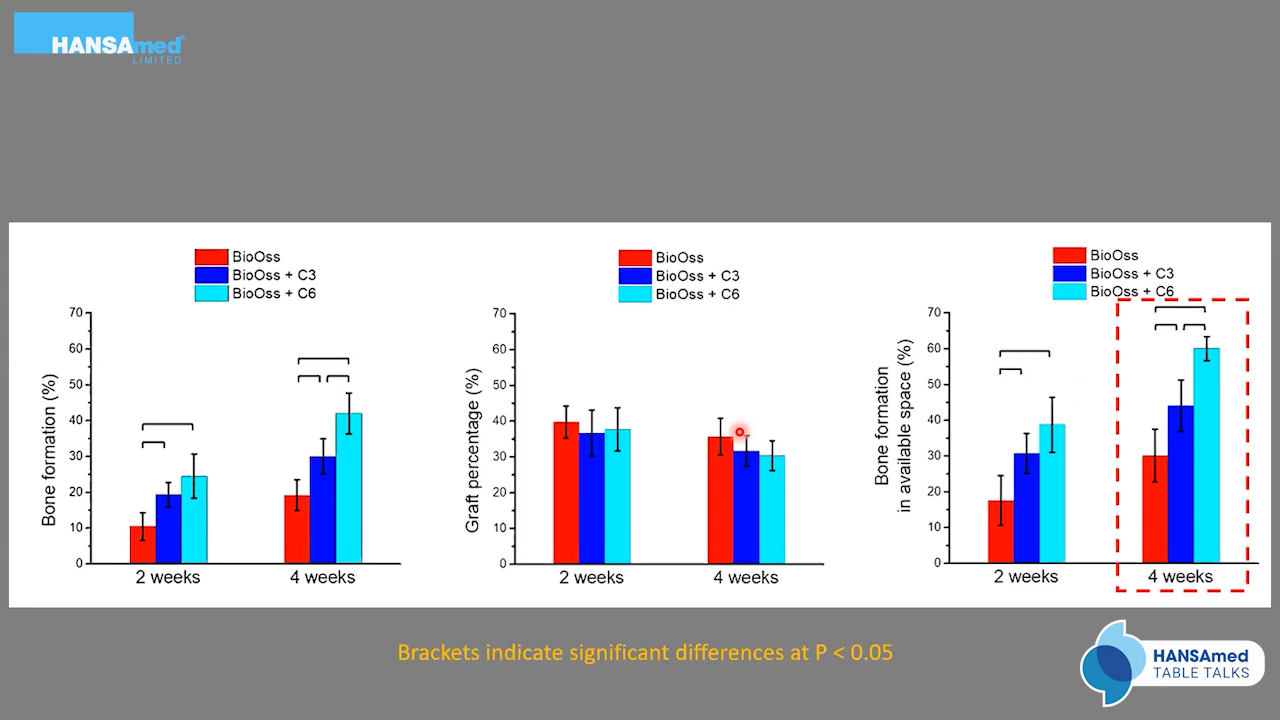 HANSAmed®
LIMITED
BioOss
BioOss + C3
BioOss + C6
Bone formation (%)
70
60
50
40
30
20
10
0
2 weeks
4 weeks
BioOss
BioOss + C3
BioOss + C6
Graft percentage (%)
70
60
50
40
30
20
10
0
2 weeks
4 weeks
BioOss
BioOss + C3
BioOss + C6
Bone formation
in available space (%)
70
60
50
40
30
20
10
0
2 weeks
4 weeks
Brackets indicate significant differences at P < 0.05
HANSAmed
TABLE TALKS